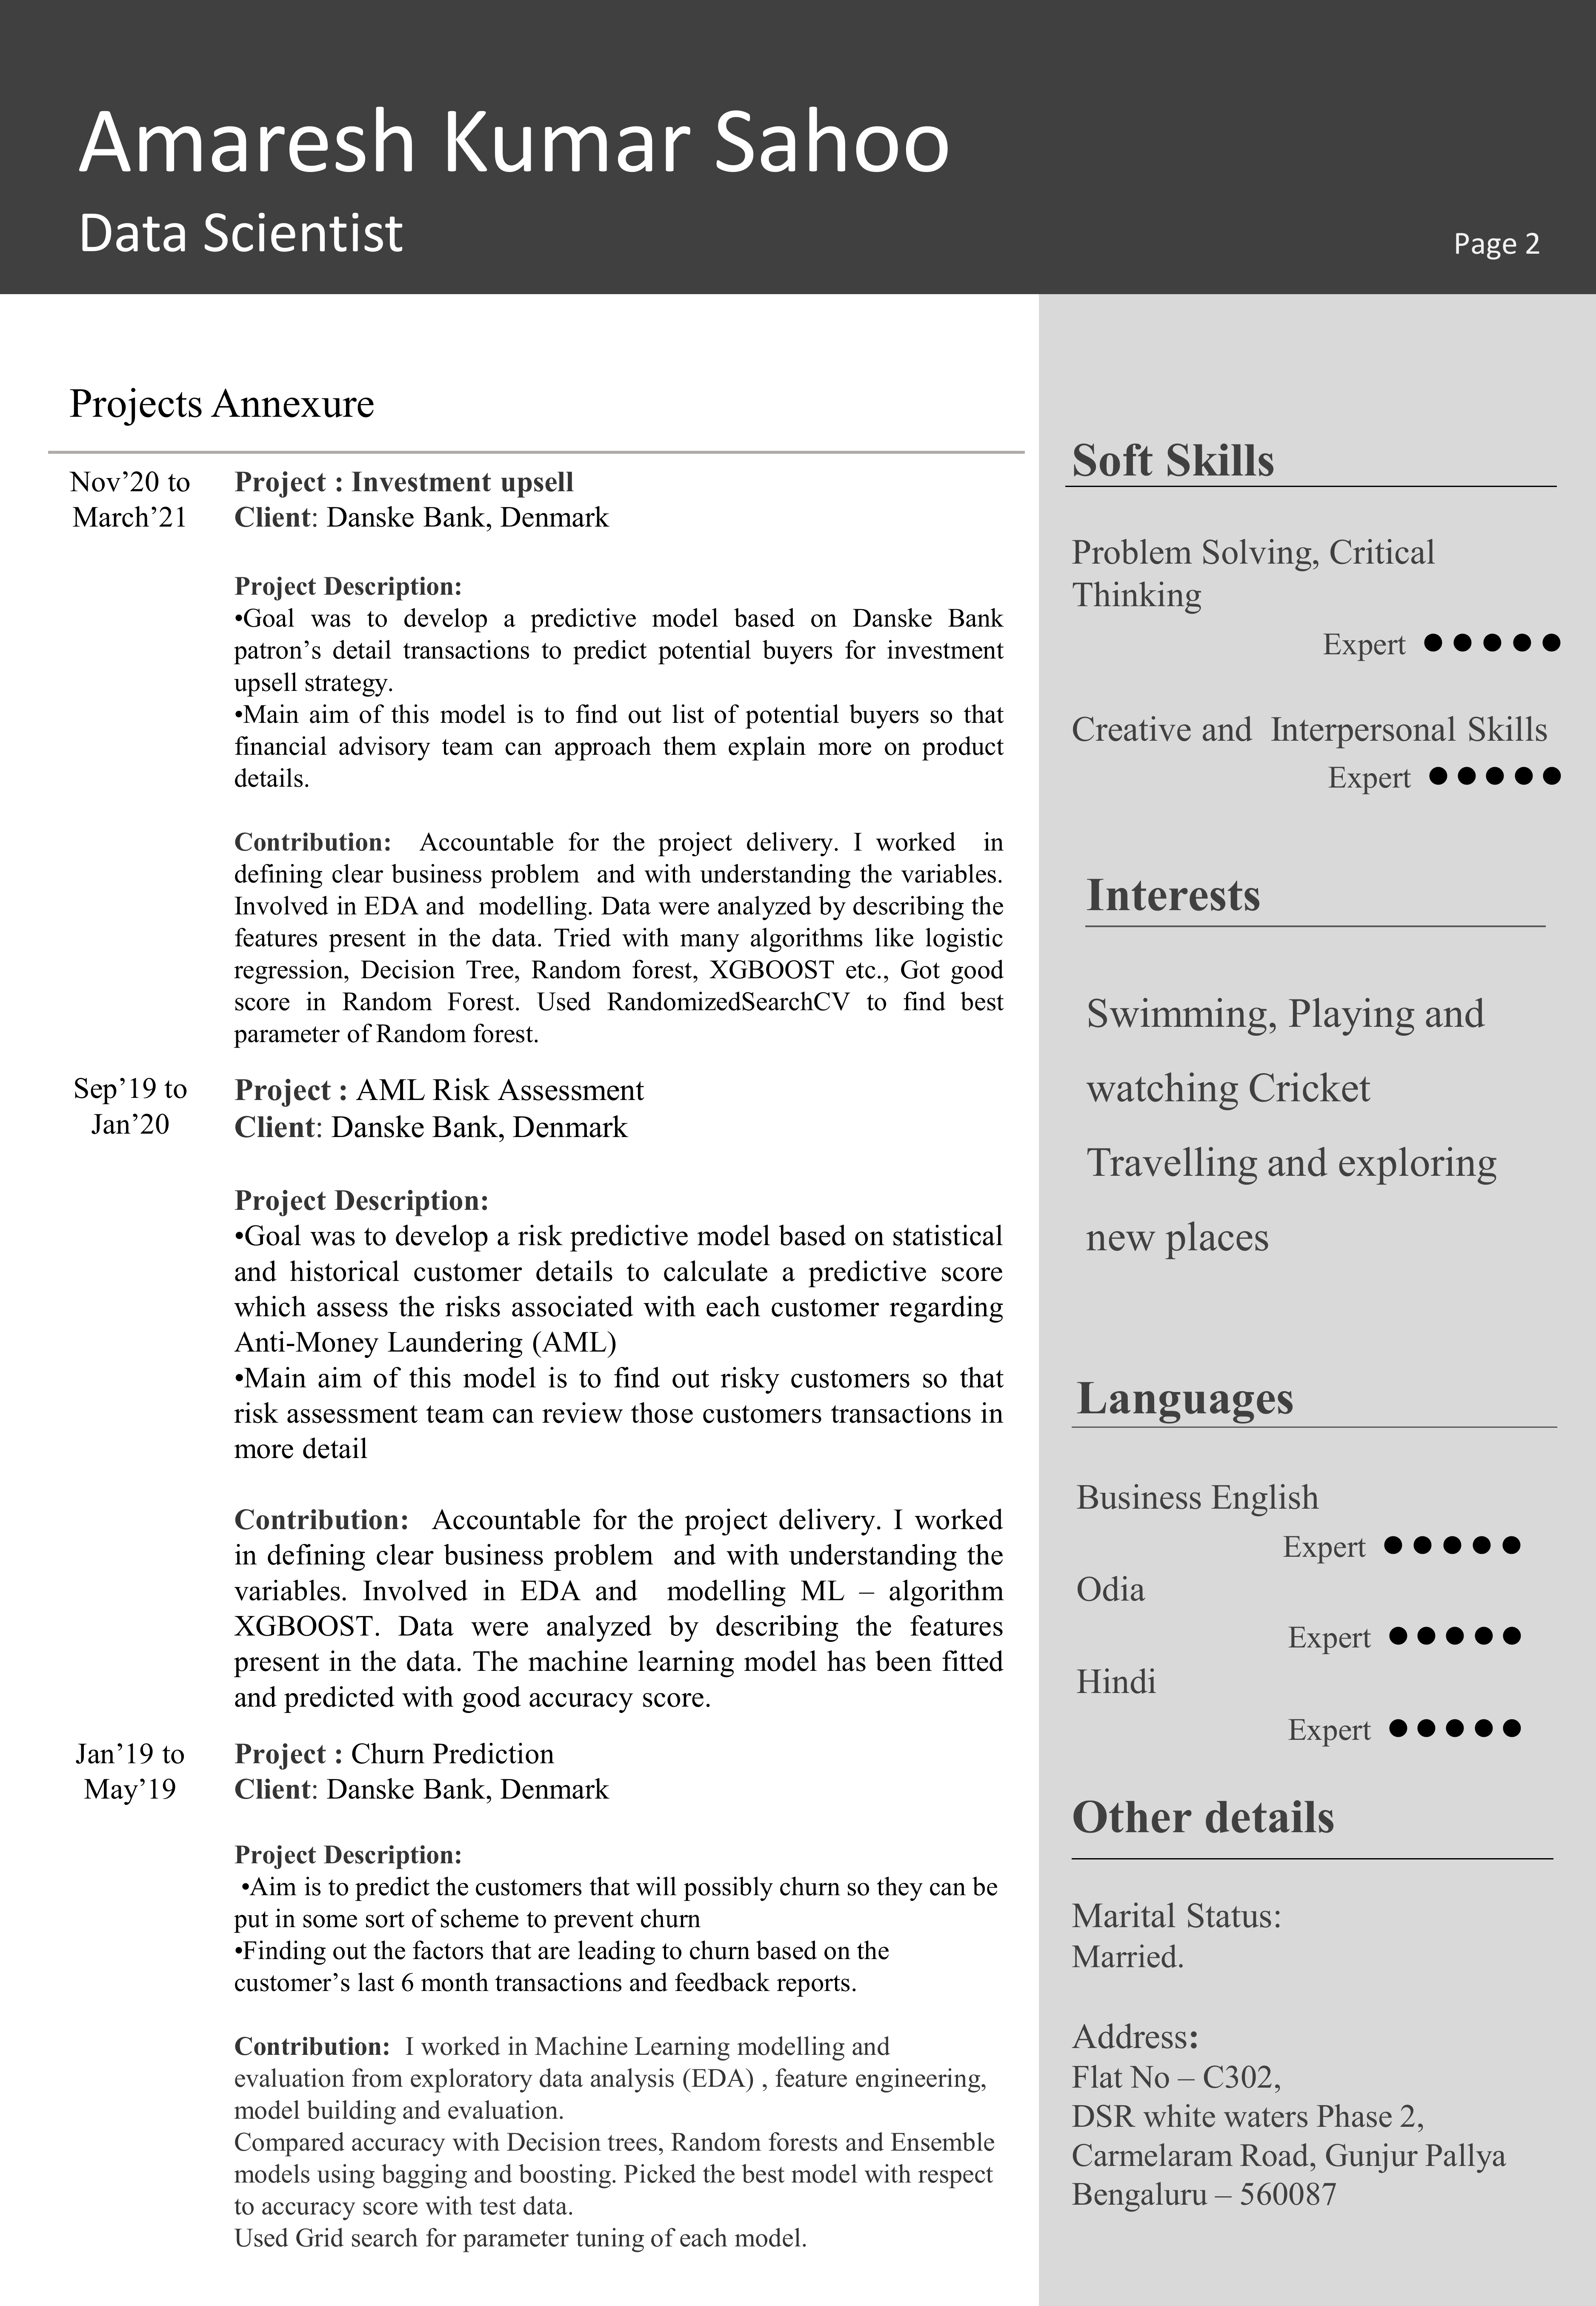 Amaresh Kumar Sahoo
Data Scientist
Page 2
Projects Annexure
Nov’20 to
March’21
Project : Investment upsell
Client: Danske Bank, Denmark
Project Description:
•Goal was to develop a predictive model based on Danske Bank
patron’s detail transactions to predict potential buyers for investment
upsell strategy.
•Main aim of this model is to find out list of potential buyers so that
financial advisory team can approach them explain more on product
details.
Contribution: Accountable for the project delivery. I worked in
defining clear business problem and with understanding the variables.
Involved in EDA and modelling. Data were analyzed by describing the
features present in the data. Tried with many algorithms like logistic
regression, Decision Tree, Random forest, XGBOOST etc., Got good
score in Random Forest. Used RandomizedSearchCV to find best
parameter of Random forest.
Sep’19 to
Jan’20
Project : AML Risk Assessment
Client: Danske Bank, Denmark
Project Description:
•Goal was to develop a risk predictive model based on statistical
and historical customer details to calculate a predictive score
which assess the risks associated with each customer regarding
Anti-Money Laundering (AML)
•Main aim of this model is to find out risky customers so that
risk assessment team can review those customers transactions in
more detail
Contribution: Accountable for the project delivery. I worked
in defining clear business problem and with understanding the
variables. Involved in EDA and modelling ML – algorithm
XGBOOST. Data were analyzed by describing the features
present in the data. The machine learning model has been fitted
and predicted with good accuracy score.
Jan’19 to
May’19
Project : Churn Prediction
Client: Danske Bank, Denmark
Project Description:
•Aim is to predict the customers that will possibly churn so they can be
put in some sort of scheme to prevent churn
•Finding out the factors that are leading to churn based on the
customer’s last 6 month transactions and feedback reports.
Contribution: I worked in Machine Learning modelling and
evaluation from exploratory data analysis (EDA) , feature engineering,
model building and evaluation.
Compared accuracy with Decision trees, Random forests and Ensemble
models using bagging and boosting. Picked the best model with respect
to accuracy score with test data.
Used Grid search for parameter tuning of each model.
Soft Skills
Problem Solving, Critical
Thinking
Expert
Creative and Interpersonal Skills
Expert
Interests
Swimming, Playing and
watching Cricket
Travelling and exploring
new places
Languages
Business English
Expert
Odia
Expert
Hindi
Expert
Other details
Marital Status:
Married.
Address:
Flat No – C302,
DSR white waters Phase 2,
Carmelaram Road, Gunjur Pallya
Bengaluru – 560087